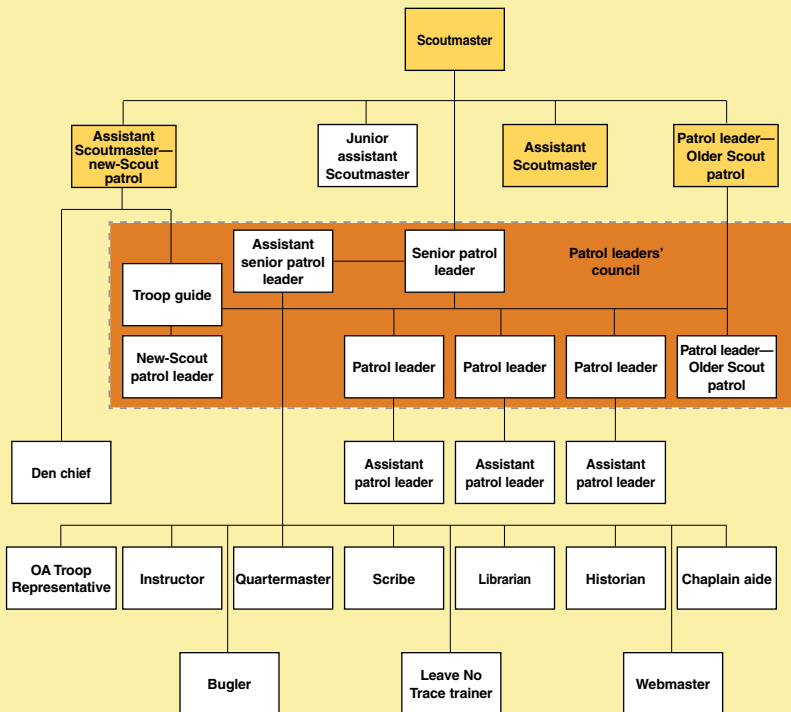 Scoutmaster
Assistant
Scoutmaster—
new-Scout
patrol
Junior
assistant
Scoutmaster
Assistant
Scoutmaster
Patrol leader—
Older Scout
patrol
Assistant
senior patrol
leader
Senior patrol
leader
Patrol leaders'
council
Troop guide
New-Scout
patrol leader
Patrol leader
Patrol leader
Patrol leader
Patrol leader—
Older Scout
patrol
Den chief
Assistant
patrol leader
Assistant
patrol leader
Assistant
patrol leader
OA Troop
Representative
Instructor
Quartermaster
Scribe
Librarian
Historian
Chaplain aide
Bugler
Leave No
Trace trainer
Webmaster